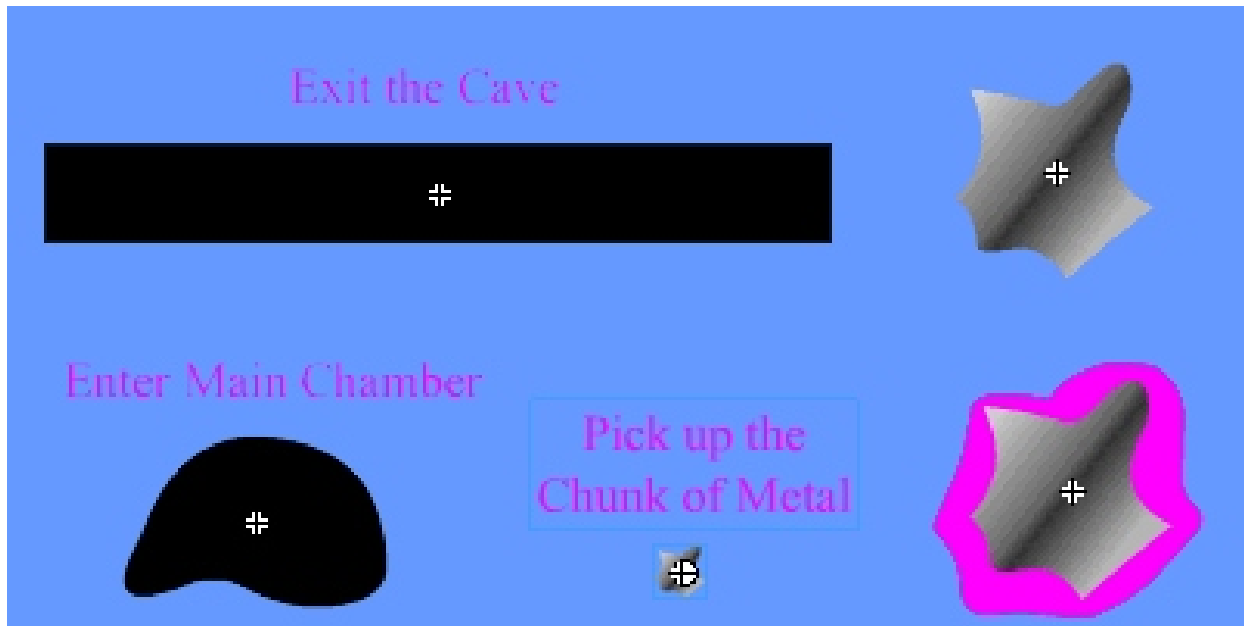 Exit the Cave
Enter Main Chamber
Pick up the
Chunk of Metal